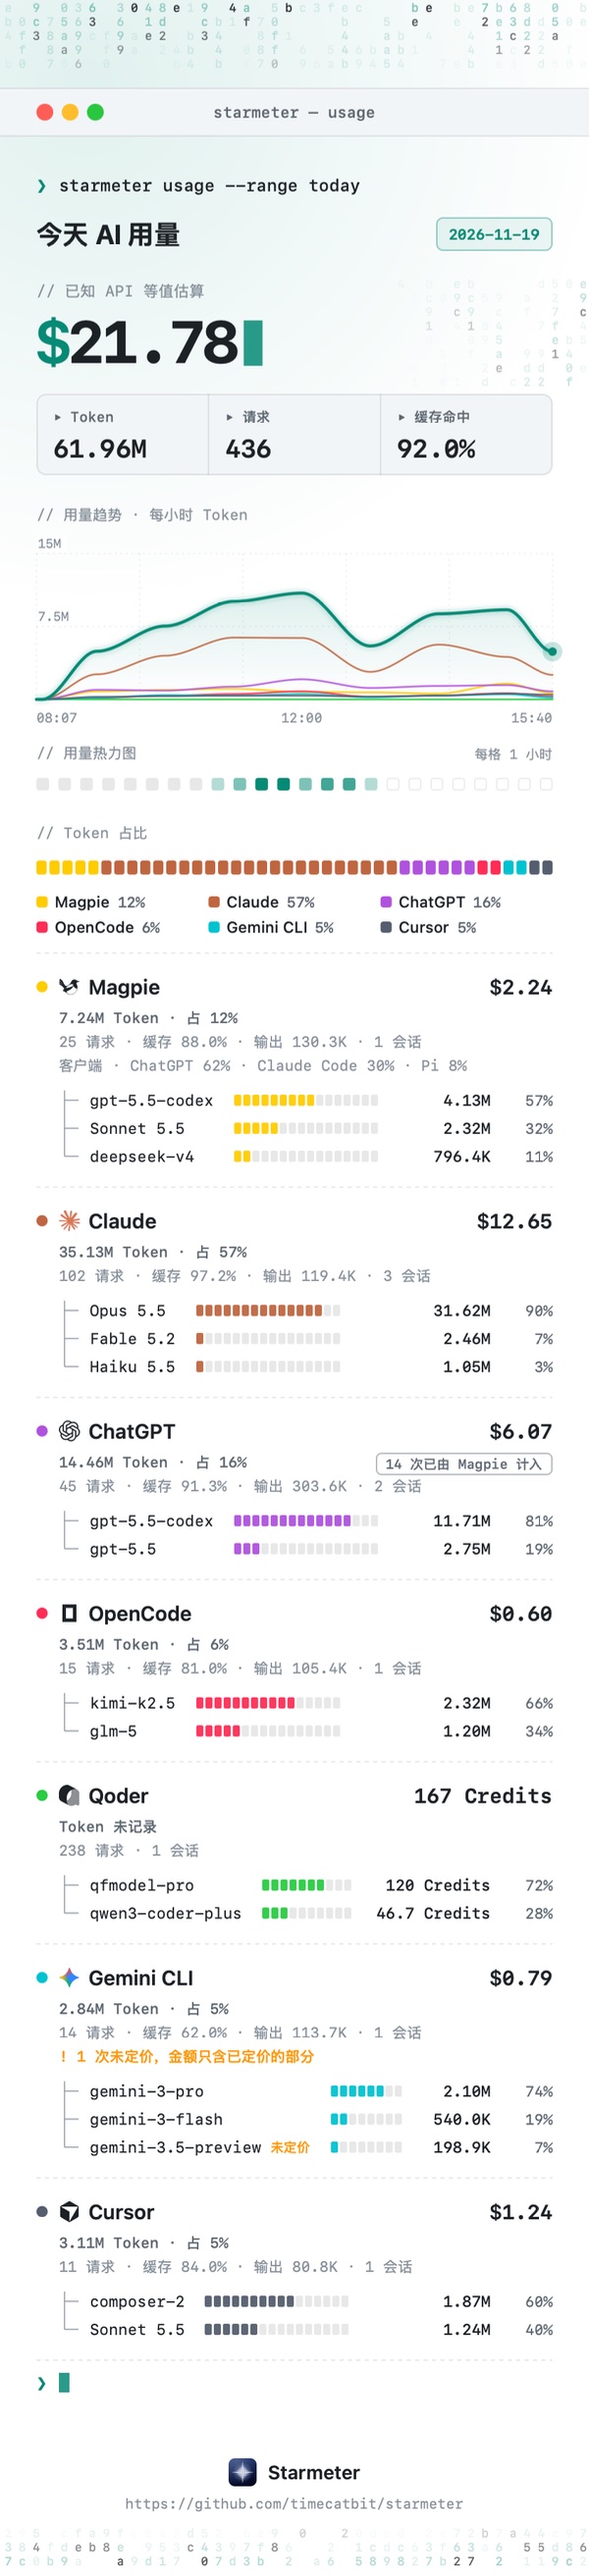 starmeter — usage
❯ starmeter usage --range today
今天 AI 用量 2026-11-19
// 已知 API 等值估算
$21.78
▸ Token ▸ 请求 ▸ 缓存命中
61.96M 436 92.0%
// 用量趋势 · 每小时 Token
15M
7.5M
08:07 12:00 15:40
// 用量热力图 每格 1 小时
// Token 占比
Magpie 12% Claude 57% ChatGPT 16%
OpenCode 6% Gemini CLI 5% Cursor 5%
Magpie $2.24
7.24M Token · 占 12%
25 请求 · 缓存 88.0% · 输出 130.3K · 1 会话
客户端 · ChatGPT 62% · Claude Code 30% · Pi 8%
gpt-5.5-codex 4.13M 57%
Sonnet 5.5 2.32M 32%
deepseek-v4 796.4K 11%
Claude $12.65
35.13M Token · 占 57%
102 请求 · 缓存 97.2% · 输出 119.4K · 3 会话
Opus 5.5 31.62M 90%
Fable 5.2 2.46M 7%
Haiku 5.5 1.05M 3%
ChatGPT $6.07
14.46M Token · 占 16% 14 次已由 Magpie 计入
45 请求 · 缓存 91.3% · 输出 303.6K · 2 会话
gpt-5.5-codex 11.71M 81%
gpt-5.5 2.75M 19%
OpenCode $0.60
3.51M Token · 占 6%
15 请求 · 缓存 81.0% · 输出 105.4K · 1 会话
kimi-k2.5 2.32M 66%
glm-5 1.20M 34%
Qoder 167 Credits
Token 未记录
238 请求 · 1 会话
qfmodel-pro 120 Credits 72%
qwen3-coder-plus 46.7 Credits 28%
Gemini CLI $0.79
2.84M Token · 占 5%
14 请求 · 缓存 62.0% · 输出 113.7K · 1 会话
! 1 次未定价，金额只含已定价的部分
gemini-3-pro 2.10M 74%
gemini-3-flash 540.0K 19%
gemini-3.5-preview 未定价 198.9K 7%
Cursor $1.24
3.11M Token · 占 5%
11 请求 · 缓存 84.0% · 输出 80.8K · 1 会话
composer-2 1.87M 60%
Sonnet 5.5 1.24M 40%
❯
Starmeter
https://github.com/timecatbit/starmeter